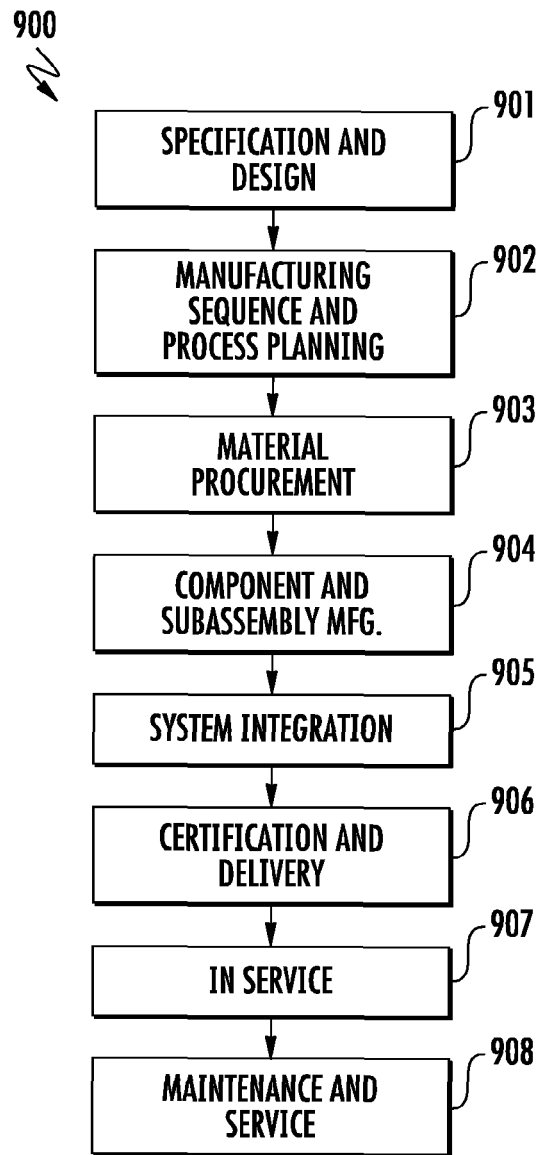 900
901
SPECIFICATION AND
DESIGN
902
MANUFACTURING
SEQUENCE AND
PROCESS PLANNING
903
MATERIAL
PROCUREMENT
904
COMPONENT AND
SUBASSEMBLY MFG.
905
SYSTEM INTEGRATION
906
CERTIFICATION AND
DELIVERY
907
IN SERVICE
908
MAINTENANCE AND
SERVICE